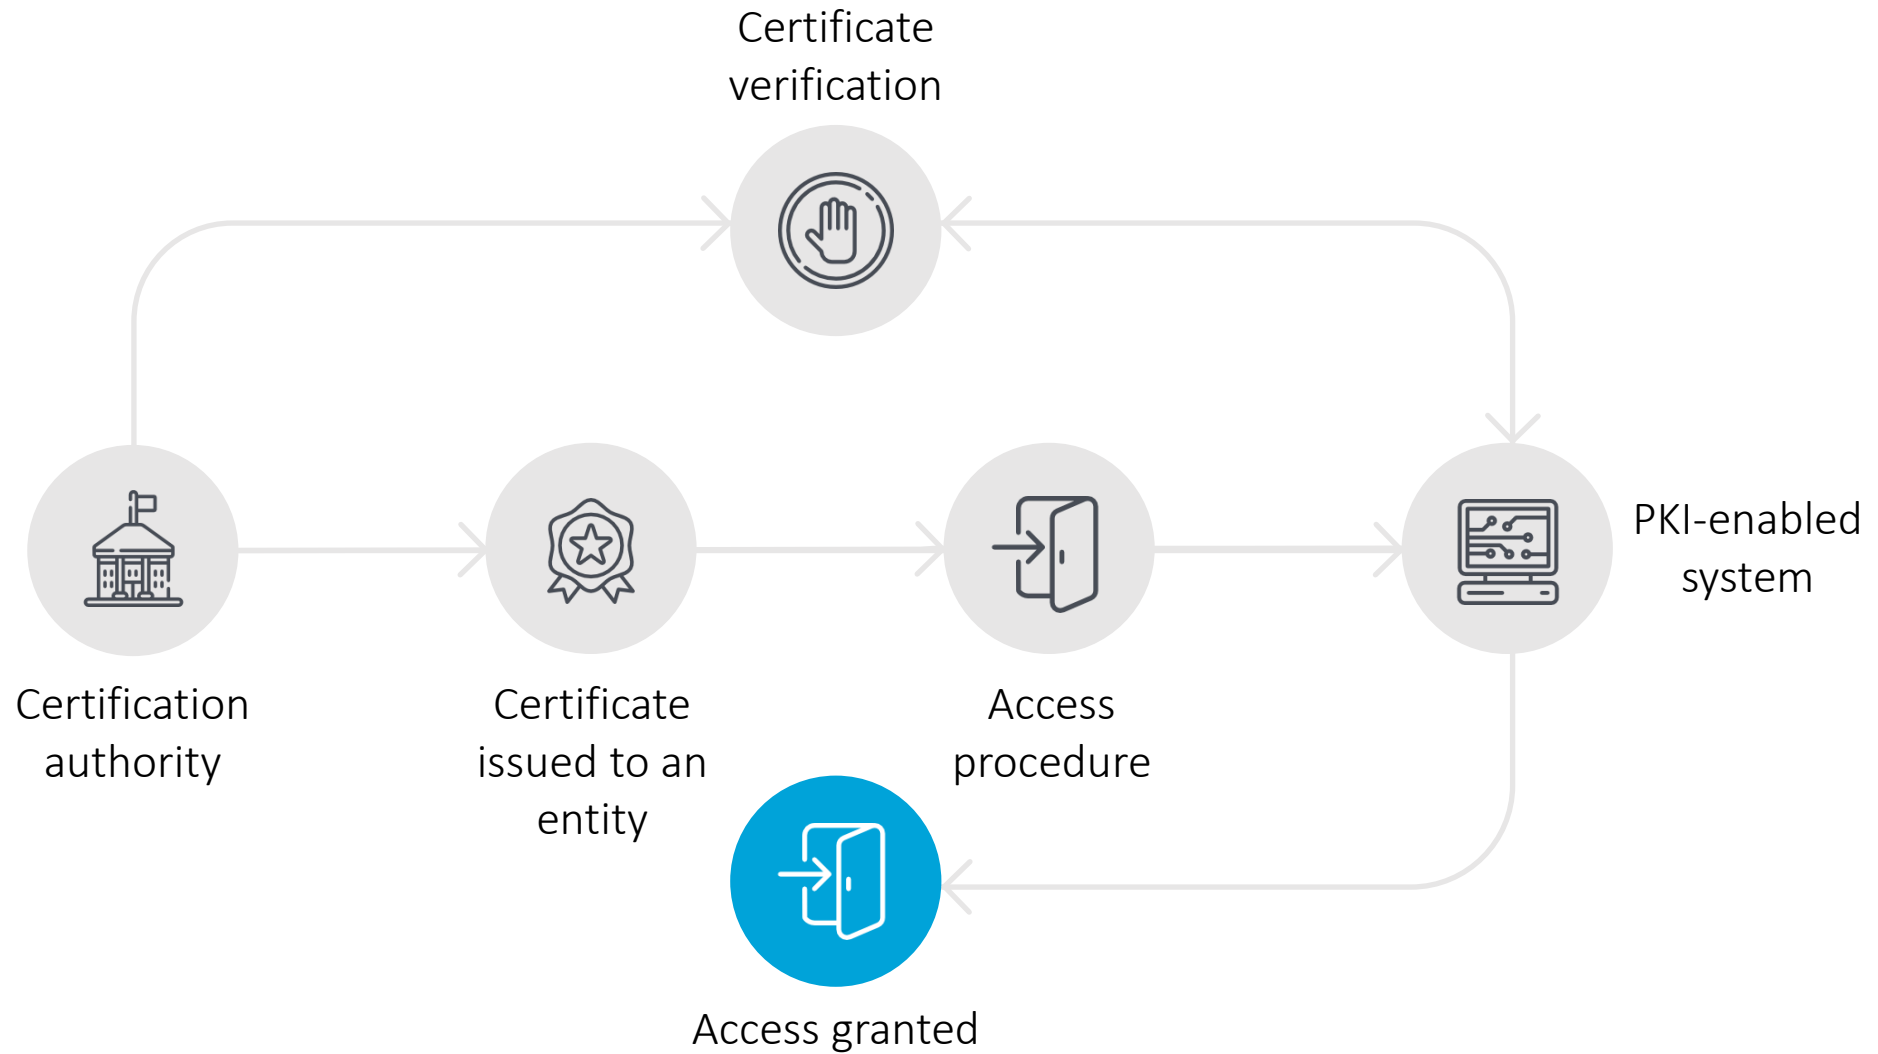 Certificate
verification
PKI-enabled
system
Certification
authority
Certificate
issued to an
entity
Access
procedure
Access granted